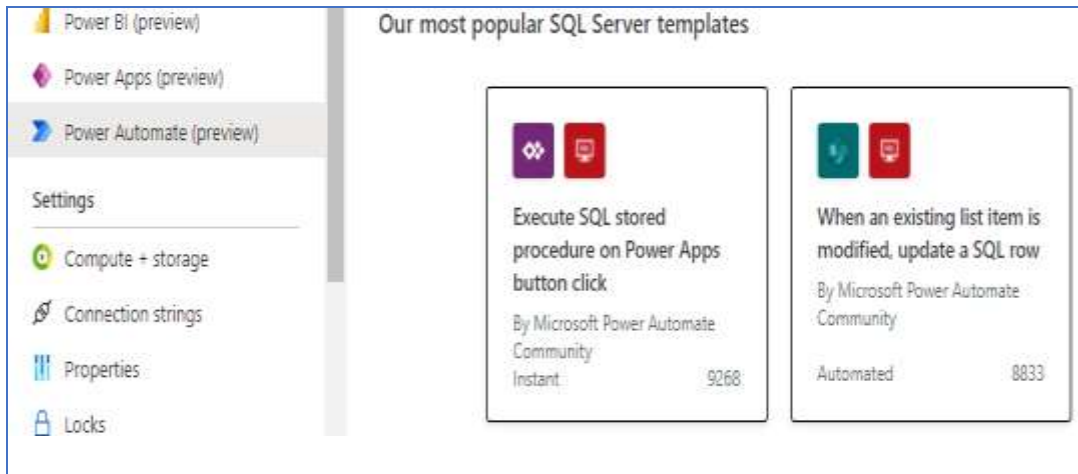 Power BI (preview)
Power Apps (preview)
Power Automate (preview)
Settings
Compute + storage
Connection strings
Properties
Locks
Our most popular SQL Server templates
Execute SQL stored
procedure on Power Apps
button click
By Microsoft Power Automate
Community
Instant 9268
When an existing list item is
modified, update a SQL row
By Microsoft Power Automate
Community
Automated 8833